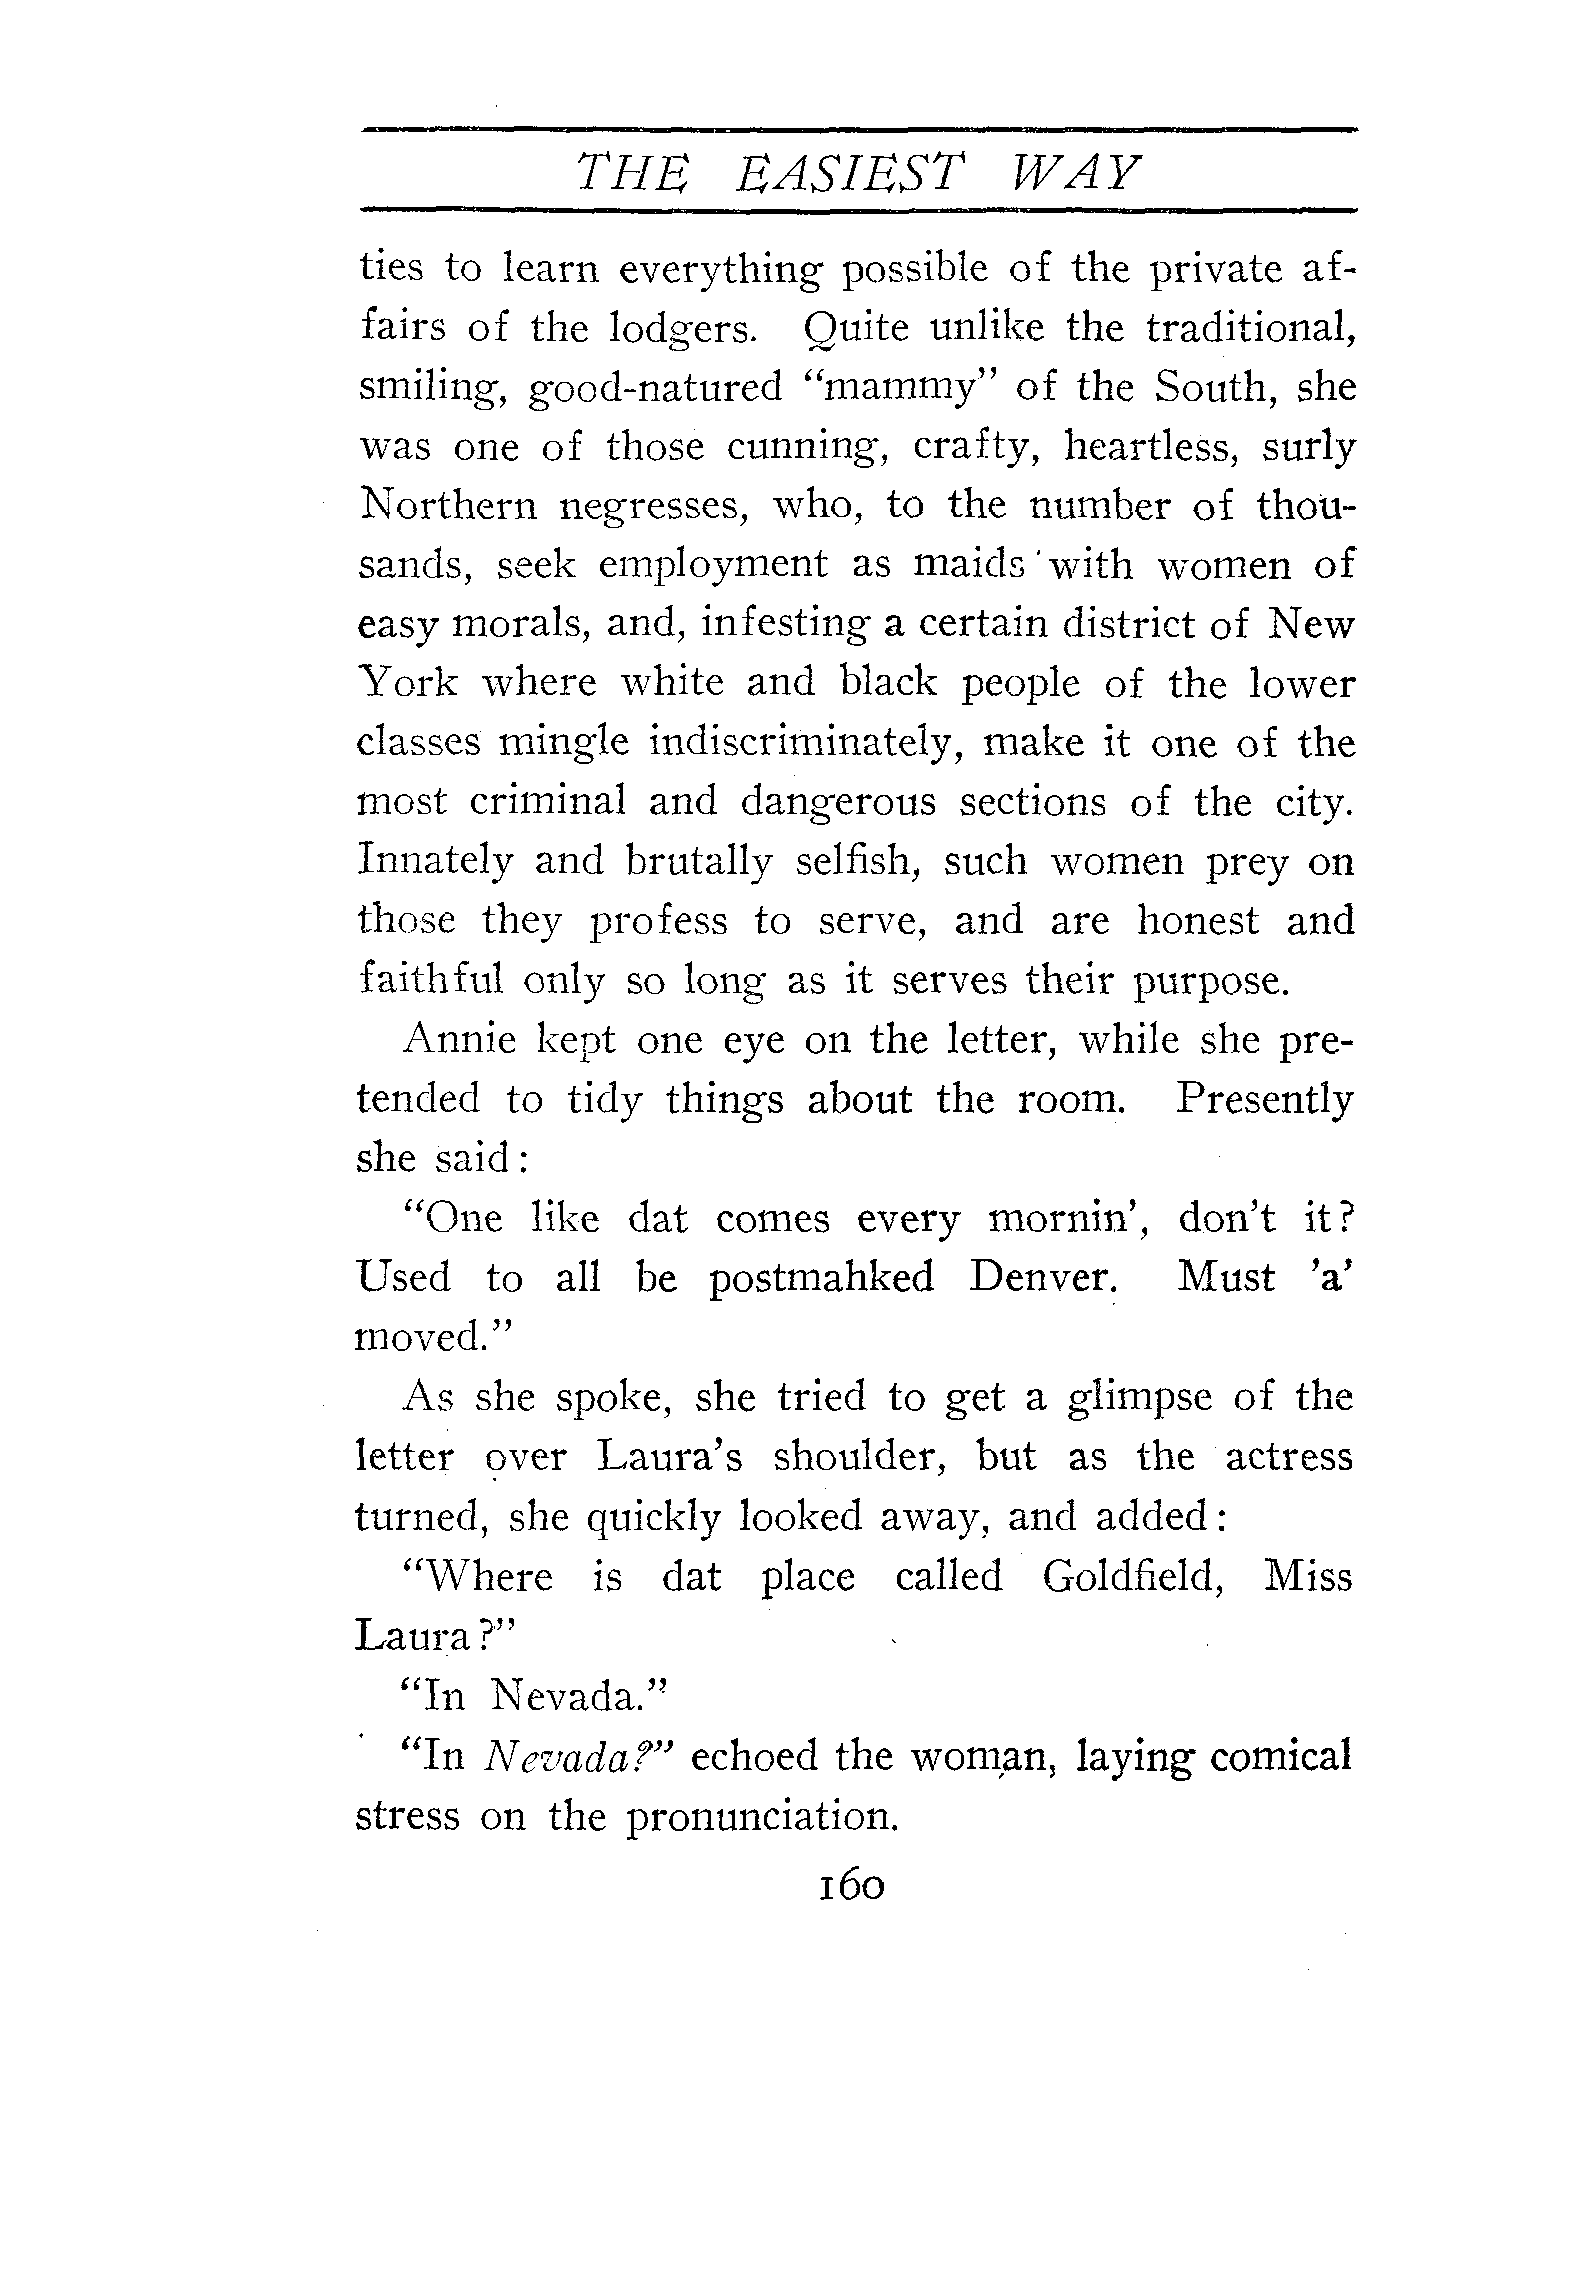 THE EASIEST WAY
ties to learn everything possible of the private af-
fairs of the lodgers. Quite unlike the traditional,
smiling, good-natured “mammy” of the South, she
was one of those cunning, crafty, heartless, surly
Northern negresses, who, to the number of thou-
sands, seek employment as maids with women of
easy morals, and, infesting a certain district of New
York where white and black people of the lower
classes mingle indiscriminately, make it one of the
most criminal and dangerous sections of the city.
Innately and brutally selfish, such women prey on
those they profess to serve, and are honest and
faithful only so long as it serves their purpose.
Annie kept one eye on the letter, while she pre-
tended to tidy things about the room. Presently
she said:
“One like dat comes every mornin’, don’t it?
Used to all be postmahked Denver. Must ’a’
moved.”
As she spoke, she tried to get a glimpse of the
letter over Laura’s shoulder, but as the actress
turned, she quickly looked away, and added:
“Where is dat place called Goldfield, Miss
Laura?”
“In Nevada.”
“In Nevada?” echoed the woman, laying comical
stress on the pronunciation.
160